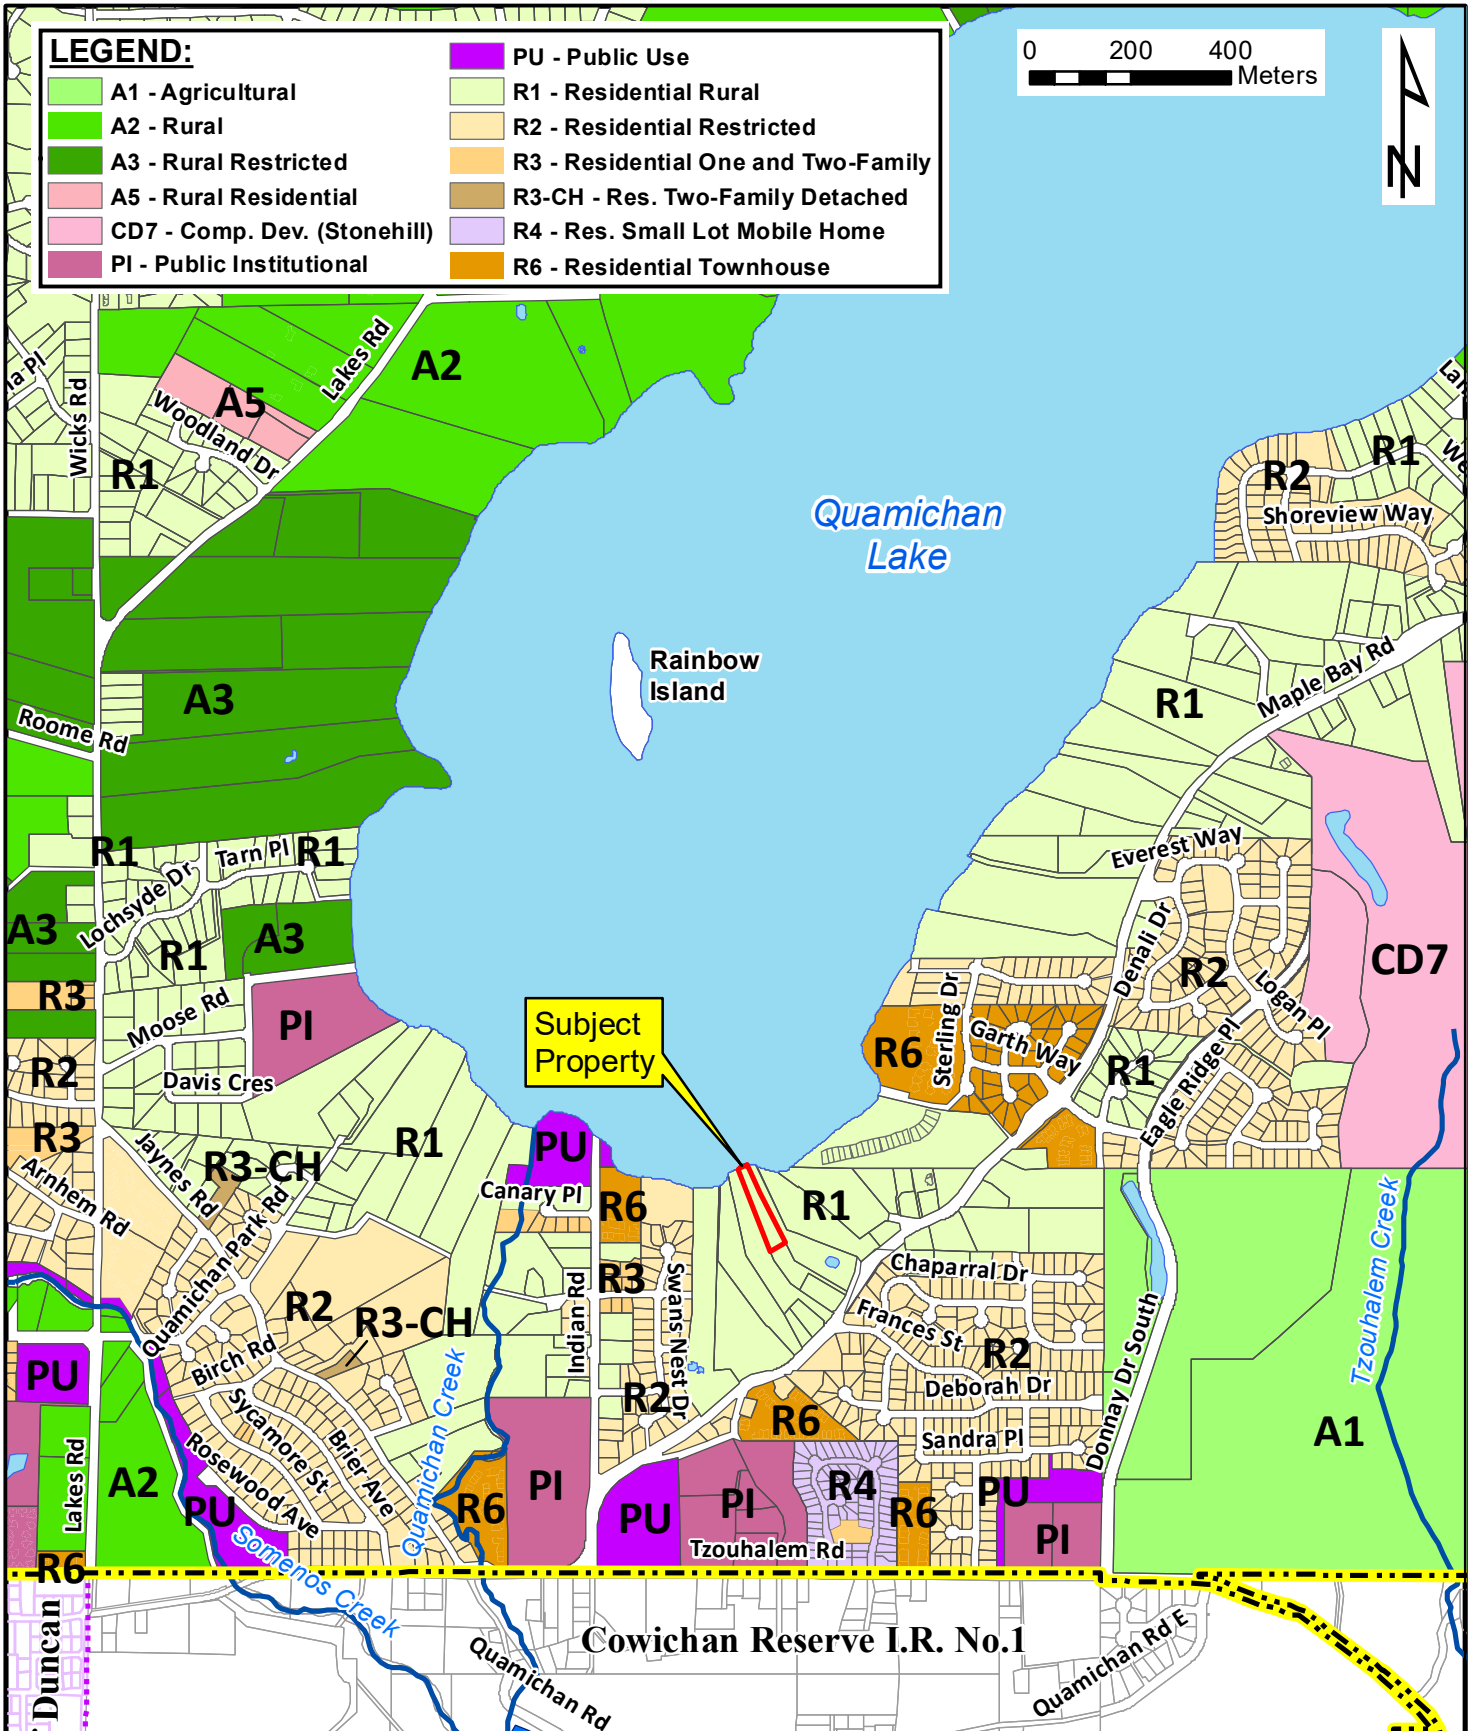 LEGEND:
A1 - Agricultural
A2 - Rural
A3 - Rural Restricted
A5 - Rural Residential
CD7 - Comp. Dev. (Stonehill)
PI - Public Institutional
PU - Public Use
R1 - Residential Rural
R2 - Residential Restricted
R3 - Residential One and Two-Family
R3-CH - Res. Two-Family Detached
R4 - Res. Small Lot Mobile Home
R6 - Residential Townhouse
0 200 400
Meters
N
Lakes Rd
A2
A5
Woodland Dr
Wicks Rd
R1
R2
R1
Shoreview Way
Quamichan
Lake
Rainbow
Island
A3
Roome Rd
R1
Maple Bay Rd
R1
Tarn Pl
R1
Everest Way
Lochsyde Dr
A3
A3
R1
Denali Dr
R2
CD7
Logan Pl
R3
Moose Rd
PI
Subject
Property
Sterling Dr
R6
Garth Way
R1
Eagle Ridge Pl
R2
Davis Cres
R3
Jaynes Rd
R3-CH
R1
PU
Arnhem Rd
Canary Pl
R6
R1
Quamichan Park Rd
Tzouhalem Creek
R3
Chaparral Dr
Indian Rd
Swans Nest Dr
R2
R3-CH
Frances St
R2
Birch Rd
PU
Deborah Dr
Donnay Dr South
Quamichan Creek
R2
Sycamore St
Brier Ave
R6
Sandra Pl
A1
Rosewood Ave
Lakes Rd
A2
PU
R6
PI
PU
PI
R4
R6
PU
PI
Tzouhalem Rd
R6
Somenos Creek
Duncan
Cowichan Reserve I.R. No.1
Quamichan Rd
Quamichan Rd E